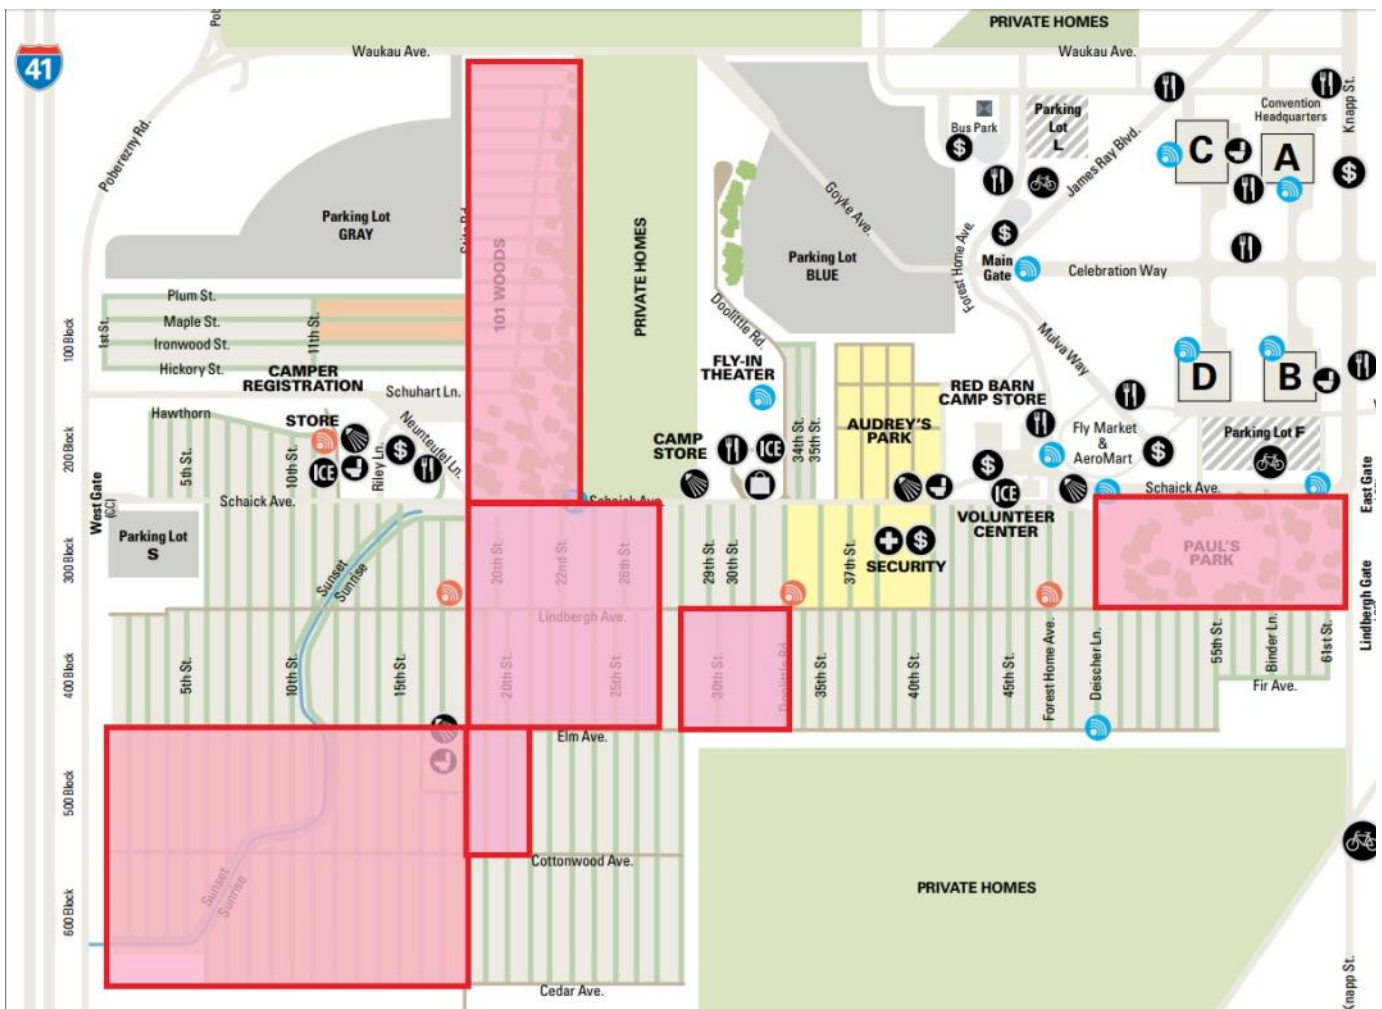 PRIVATE HOMES
41
Waukau Ave.
Waukau Ave.
Poberezny Rd.
Parking Lot
GRAY
101 WOODS
PRIVATE HOMES
Goyke Ave.
Parking Lot
BLUE
Bus Park
Parking
Lot
L
James Ray Blvd.
Convention
Headquarters
Knapp St.
C
A
$
$
$
Forest Home Ave.
Main
Gate
Celebration Way
Doolittle Rd.
Mulva Way
100 Block
1st St.
Plum St.
Maple St.
Ironwood St.
Hickory St.
11th St.
CAMPER
REGISTRATION
Schuhart Ln.
FLY-IN
THEATER
D
B
Hawthorn
STORE
ICE
Riley Ln.
$
Neunteufel Ln.
200 Block
5th St.
10th St.
CAMP
STORE
ICE
34th St.
35th St.
AUDREY'S
PARK
RED BARN
CAMP STORE
Fly Market
&
AeroMart
$
$
ICE
VOLUNTEER
CENTER
Parking Lot F
Schaick Ave.
Schaick Ave.
Schaick Ave.
West Gate
(CC)
East Gate
Lindbergh Gate
Parking Lot
S
300 Block
Sunset
Sunrise
20th St.
22nd St.
26th St.
29th St.
30th St.
37th St.
$
SECURITY
PAUL'S
PARK
Lindbergh Ave.
400 Block
5th St.
10th St.
15th St.
20th St.
25th St.
30th St.
Doolittle Rd.
35th St.
40th St.
45th St.
Forest Home Ave.
Deischer Ln.
55th St.
Binder Ln.
61st St.
Fir Ave.
Elm Ave.
500 Block
Cottonwood Ave.
600 Block
Sunset
Sunrise
PRIVATE HOMES
Cedar Ave.
Knapp St.